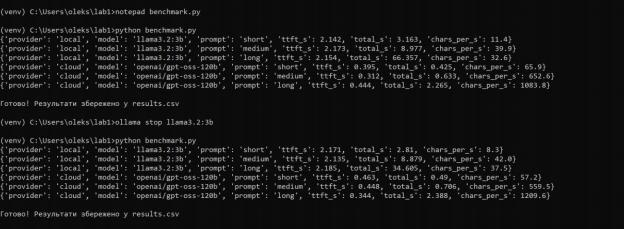 (venv) C:\Users\oleks\lab1>notepad benchmark.py
(venv) C:\Users\oleks\lab1>python benchmark.py
{'provider': 'local', 'model': 'llama3.2:3b', 'prompt': 'short', 'ttft_s': 2.142, 'total_s': 3.163, 'chars_per_s': 11.4}
{'provider': 'local', 'model': 'llama3.2:3b', 'prompt': 'medium', 'ttft_s': 2.173, 'total_s': 8.977, 'chars_per_s': 39.9}
{'provider': 'local', 'model': 'llama3.2:3b', 'prompt': 'long', 'ttft_s': 2.154, 'total_s': 66.357, 'chars_per_s': 32.6}
{'provider': 'cloud', 'model': 'openai/gpt-oss-120b', 'prompt': 'short', 'ttft_s': 0.395, 'total_s': 0.425, 'chars_per_s': 65.9}
{'provider': 'cloud', 'model': 'openai/gpt-oss-120b', 'prompt': 'medium', 'ttft_s': 0.312, 'total_s': 0.633, 'chars_per_s': 652.6}
{'provider': 'cloud', 'model': 'openai/gpt-oss-120b', 'prompt': 'long', 'ttft_s': 0.444, 'total_s': 2.265, 'chars_per_s': 1083.8}
Готово! Результати збережено у results.csv
(venv) C:\Users\oleks\lab1>ollama stop llama3.2:3b
(venv) C:\Users\oleks\lab1>python benchmark.py
{'provider': 'local', 'model': 'llama3.2:3b', 'prompt': 'short', 'ttft_s': 2.171, 'total_s': 2.81, 'chars_per_s': 8.3}
{'provider': 'local', 'model': 'llama3.2:3b', 'prompt': 'medium', 'ttft_s': 2.135, 'total_s': 8.879, 'chars_per_s': 42.0}
{'provider': 'local', 'model': 'llama3.2:3b', 'prompt': 'long', 'ttft_s': 2.185, 'total_s': 34.605, 'chars_per_s': 37.5}
{'provider': 'cloud', 'model': 'openai/gpt-oss-120b', 'prompt': 'short', 'ttft_s': 0.463, 'total_s': 0.49, 'chars_per_s': 57.2}
{'provider': 'cloud', 'model': 'openai/gpt-oss-120b', 'prompt': 'medium', 'ttft_s': 0.448, 'total_s': 0.706, 'chars_per_s': 559.5}
{'provider': 'cloud', 'model': 'openai/gpt-oss-120b', 'prompt': 'long', 'ttft_s': 0.344, 'total_s': 2.388, 'chars_per_s': 1209.6}
Готово! Результати збережено у results.csv